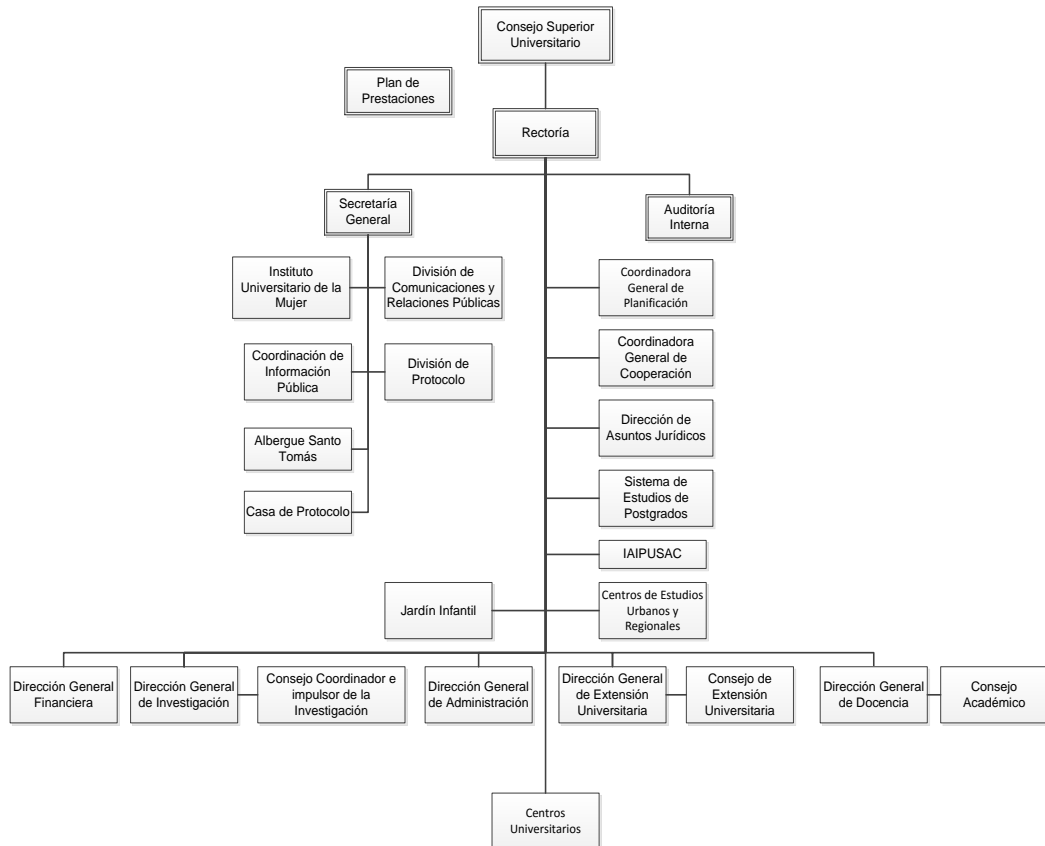 Consejo Superior
Universitario
Plan de
Prestaciones
Rectoría
Secretaría
General
Auditoría
Interna
Instituto
Universitario de la
Mujer
División de
Comunicaciones y
Relaciones Públicas
Coordinadora
General de
Planificación
Coordinación de
Información
Pública
División de
Protocolo
Coordinadora
General de
Cooperación
Albergue Santo
Tomás
Dirección de
Asuntos Jurídicos
Casa de Protocolo
Sistema de
Estudios de
Postgrados
IAIPUSAC
Jardín Infantil
Centros de Estudios
Urbanos y
Regionales
Dirección General
Financiera
Dirección General
de Investigación
Consejo Coordinador e
impulsor de la
Investigación
Dirección General
de Administración
Dirección General
de Extensión
Universitaria
Consejo de
Extensión
Universitaria
Dirección General
de Docencia
Consejo
Académico
Centros
Universitarios